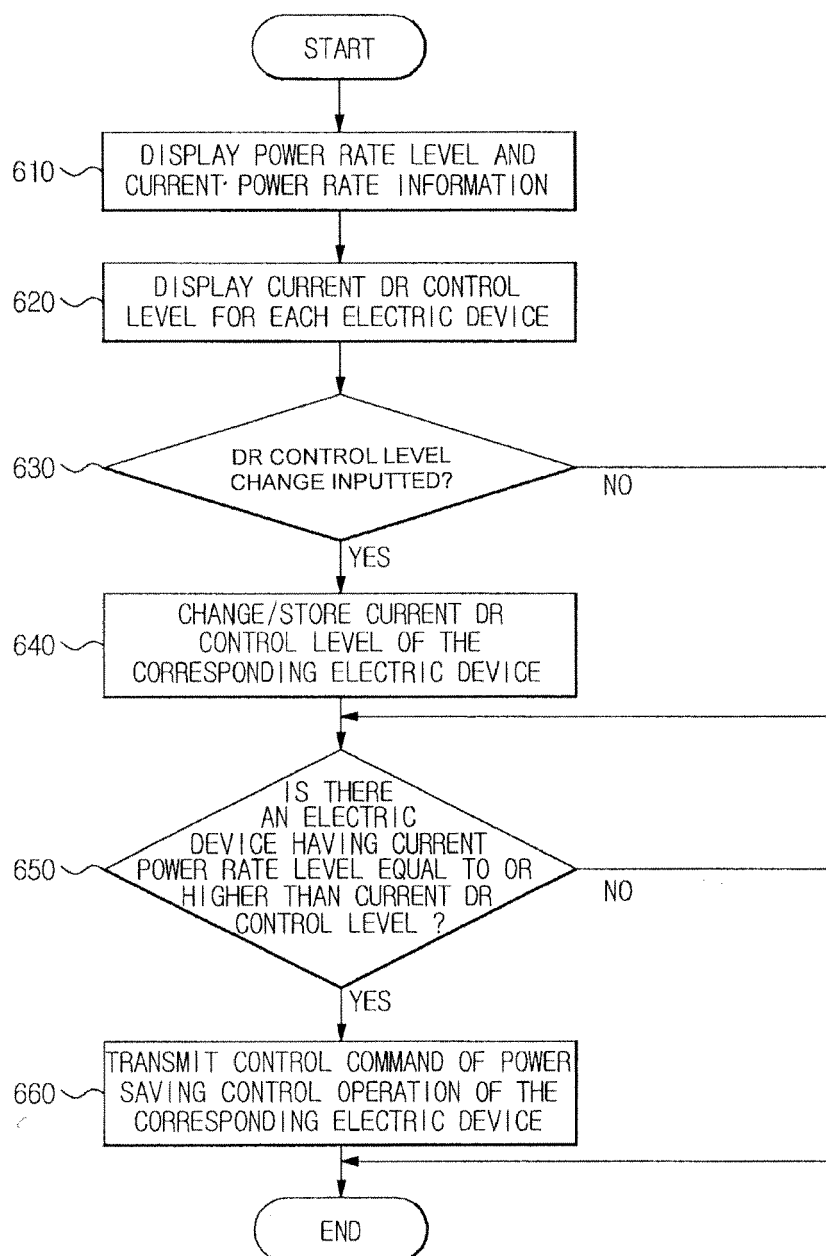 START
610
DISPLAY POWER RATE LEVEL AND
CURRENT POWER RATE INFORMATION
620
DISPLAY CURRENT DR CONTROL
LEVEL FOR EACH ELECTRIC DEVICE
630
DR CONTROL LEVEL
CHANGE INPUTTED?
NO
YES
640
CHANGE/STORE CURRENT DR
CONTROL LEVEL OF THE
CORRESPONDING ELECTRIC DEVICE
650
IS THERE
AN ELECTRIC
DEVICE HAVING CURRENT
POWER RATE LEVEL EQUAL TO OR
HIGHER THAN CURRENT DR
CONTROL LEVEL ?
NO
YES
660
TRANSMIT CONTROL COMMAND OF POWER
SAVING CONTROL OPERATION OF THE
CORRESPONDING ELECTRIC DEVICE
END